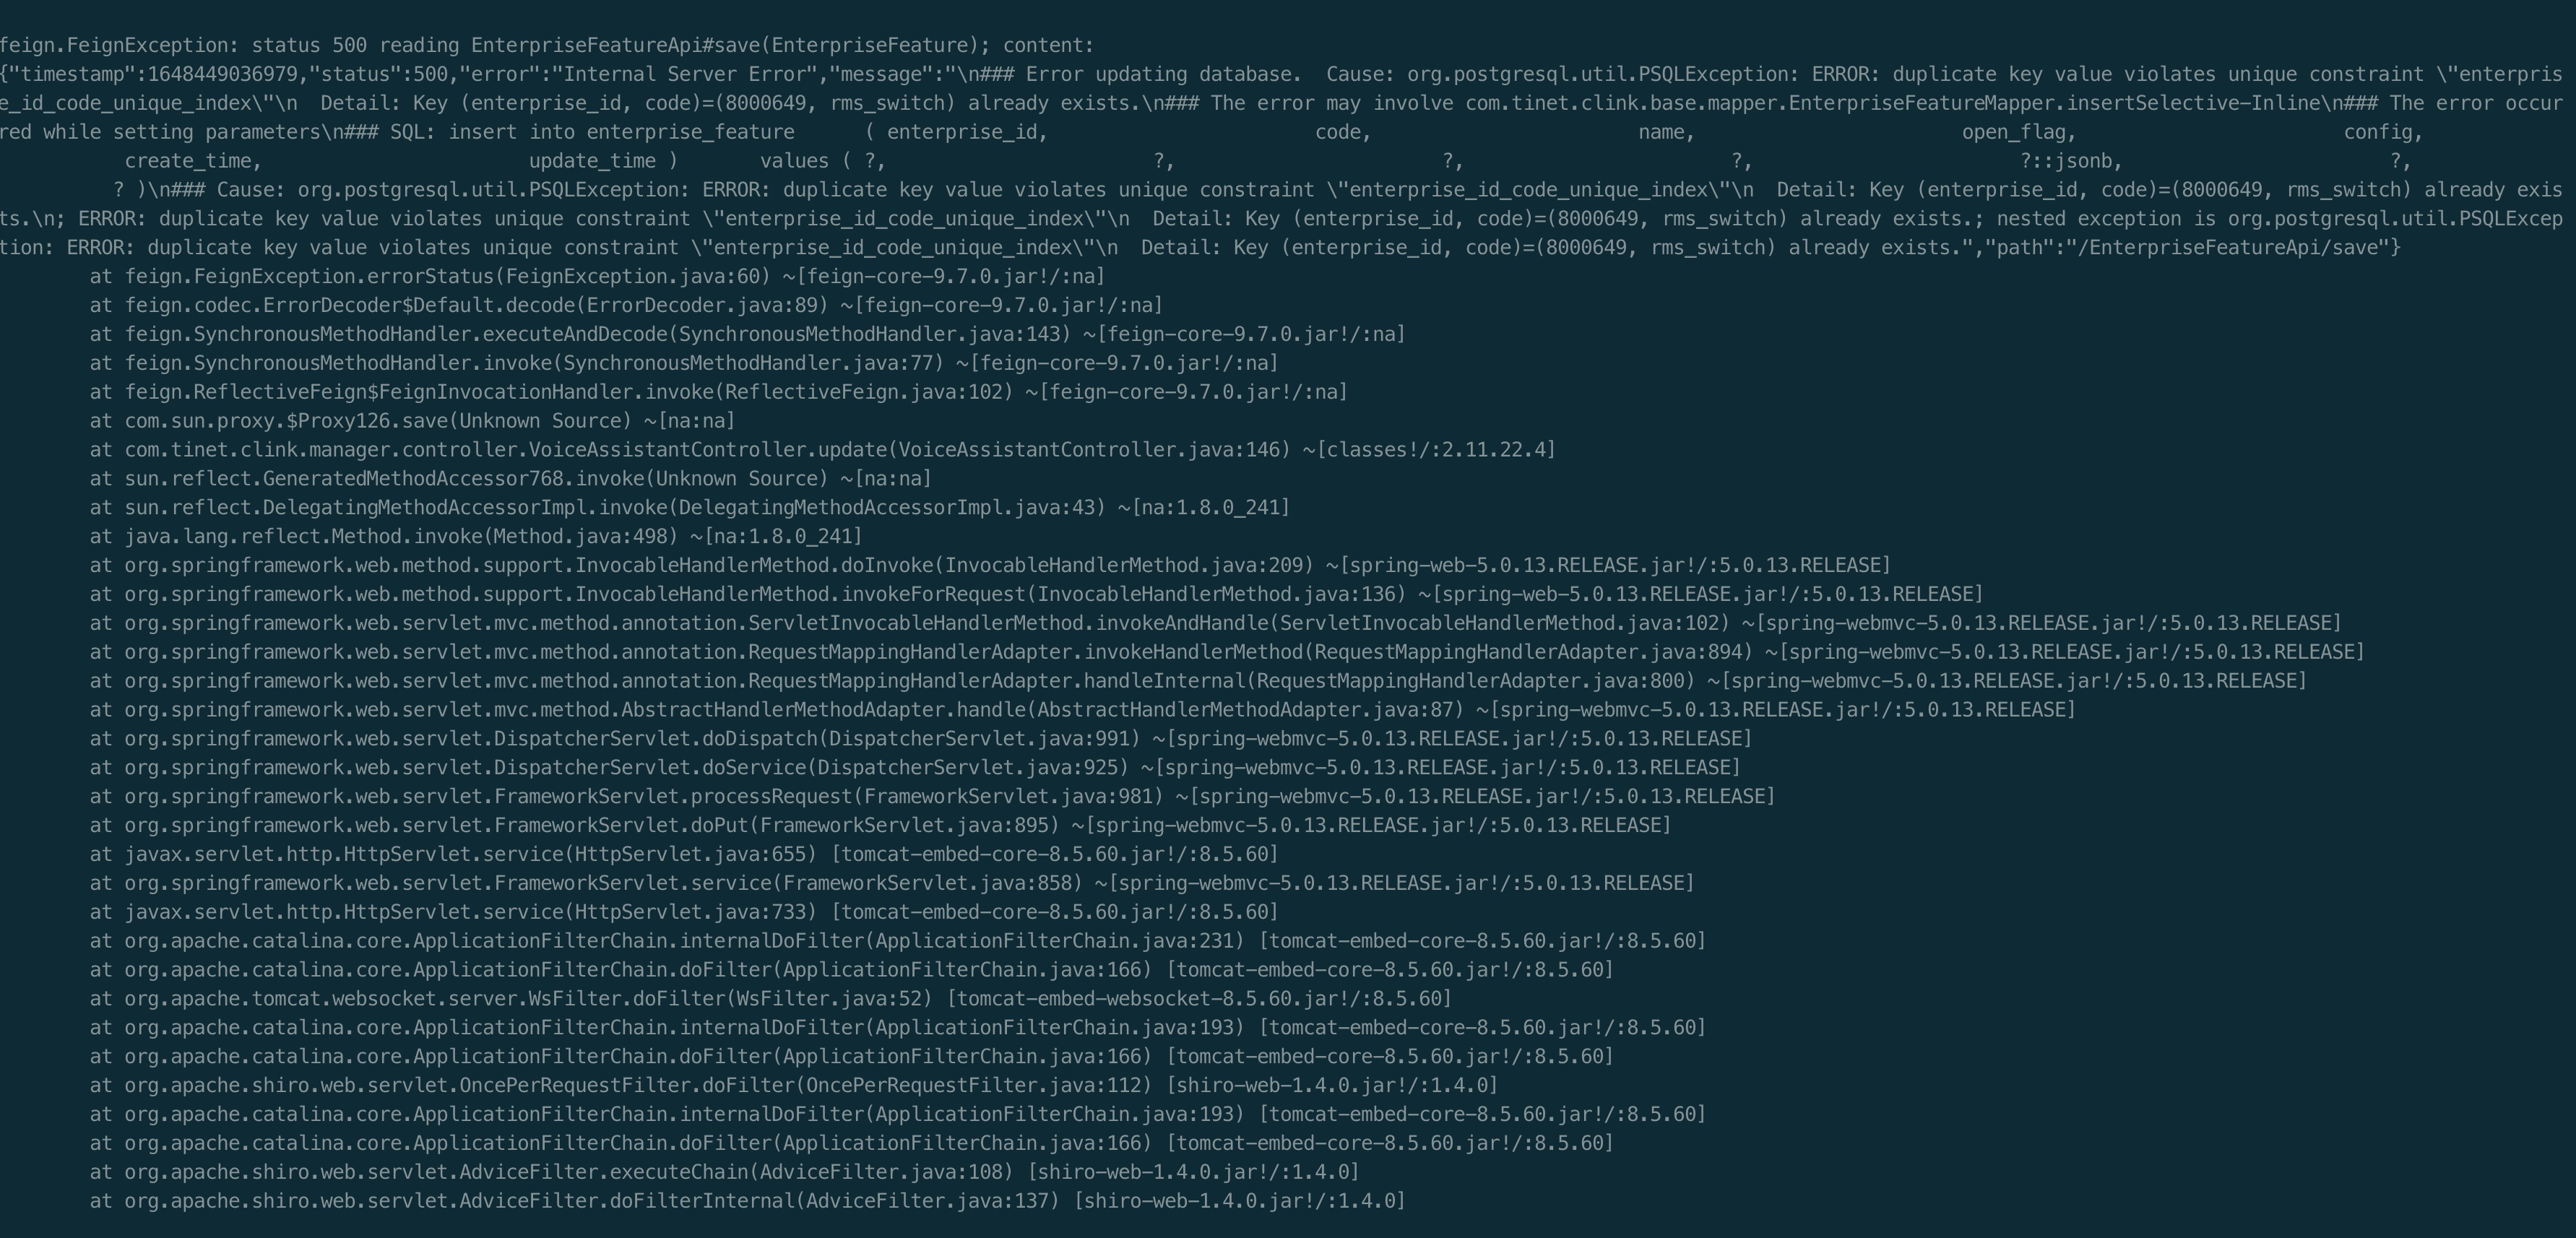 feign.FeignException: status 500 reading EnterpriseFeatureApi#save(EnterpriseFeature); content:
{"timestamp":1648449036979,"status":500,"error":"Internal Server Error","message":"\n### Error updating database.  Cause: org.postgresql.util.PSQLException: ERROR: duplicate key value violates unique constraint \"enterpris
e_id_code_unique_index\"\n  Detail: Key (enterprise_id, code)=(8000649, rms_switch) already exists.\n### The error may involve com.tinet.clink.base.mapper.EnterpriseFeatureMapper.insertSelective-Inline\n### The error occur
red while setting parameters\n### SQL: insert into enterprise_feature      ( enterprise_id,                       code,                       name,                       open_flag,                       config,
           create_time,                       update_time )       values ( ?,                       ?,                       ?,                       ?,                       ?::jsonb,                       ?,
          ? )\n### Cause: org.postgresql.util.PSQLException: ERROR: duplicate key value violates unique constraint \"enterprise_id_code_unique_index\"\n  Detail: Key (enterprise_id, code)=(8000649, rms_switch) already exis
ts.\n; ERROR: duplicate key value violates unique constraint \"enterprise_id_code_unique_index\"\n  Detail: Key (enterprise_id, code)=(8000649, rms_switch) already exists.; nested exception is org.postgresql.util.PSQLExcep
tion: ERROR: duplicate key value violates unique constraint \"enterprise_id_code_unique_index\"\n  Detail: Key (enterprise_id, code)=(8000649, rms_switch) already exists.","path":"/EnterpriseFeatureApi/save"}
	at feign.FeignException.errorStatus(FeignException.java:60) ~[feign-core-9.7.0.jar!/:na]
	at feign.codec.ErrorDecoder$Default.decode(ErrorDecoder.java:89) ~[feign-core-9.7.0.jar!/:na]
	at feign.SynchronousMethodHandler.executeAndDecode(SynchronousMethodHandler.java:143) ~[feign-core-9.7.0.jar!/:na]
	at feign.SynchronousMethodHandler.invoke(SynchronousMethodHandler.java:77) ~[feign-core-9.7.0.jar!/:na]
	at feign.ReflectiveFeign$FeignInvocationHandler.invoke(ReflectiveFeign.java:102) ~[feign-core-9.7.0.jar!/:na]
	at com.sun.proxy.$Proxy126.save(Unknown Source) ~[na:na]
	at com.tinet.clink.manager.controller.VoiceAssistantController.update(VoiceAssistantController.java:146) ~[classes!/:2.11.22.4]
	at sun.reflect.GeneratedMethodAccessor768.invoke(Unknown Source) ~[na:na]
	at sun.reflect.DelegatingMethodAccessorImpl.invoke(DelegatingMethodAccessorImpl.java:43) ~[na:1.8.0_241]
	at java.lang.reflect.Method.invoke(Method.java:498) ~[na:1.8.0_241]
	at org.springframework.web.method.support.InvocableHandlerMethod.doInvoke(InvocableHandlerMethod.java:209) ~[spring-web-5.0.13.RELEASE.jar!/:5.0.13.RELEASE]
	at org.springframework.web.method.support.InvocableHandlerMethod.invokeForRequest(InvocableHandlerMethod.java:136) ~[spring-web-5.0.13.RELEASE.jar!/:5.0.13.RELEASE]
	at org.springframework.web.servlet.mvc.method.annotation.ServletInvocableHandlerMethod.invokeAndHandle(ServletInvocableHandlerMethod.java:102) ~[spring-webmvc-5.0.13.RELEASE.jar!/:5.0.13.RELEASE]
	at org.springframework.web.servlet.mvc.method.annotation.RequestMappingHandlerAdapter.invokeHandlerMethod(RequestMappingHandlerAdapter.java:894) ~[spring-webmvc-5.0.13.RELEASE.jar!/:5.0.13.RELEASE]
	at org.springframework.web.servlet.mvc.method.annotation.RequestMappingHandlerAdapter.handleInternal(RequestMappingHandlerAdapter.java:800) ~[spring-webmvc-5.0.13.RELEASE.jar!/:5.0.13.RELEASE]
	at org.springframework.web.servlet.mvc.method.AbstractHandlerMethodAdapter.handle(AbstractHandlerMethodAdapter.java:87) ~[spring-webmvc-5.0.13.RELEASE.jar!/:5.0.13.RELEASE]
	at org.springframework.web.servlet.DispatcherServlet.doDispatch(DispatcherServlet.java:991) ~[spring-webmvc-5.0.13.RELEASE.jar!/:5.0.13.RELEASE]
	at org.springframework.web.servlet.DispatcherServlet.doService(DispatcherServlet.java:925) ~[spring-webmvc-5.0.13.RELEASE.jar!/:5.0.13.RELEASE]
	at org.springframework.web.servlet.FrameworkServlet.processRequest(FrameworkServlet.java:981) ~[spring-webmvc-5.0.13.RELEASE.jar!/:5.0.13.RELEASE]
	at org.springframework.web.servlet.FrameworkServlet.doPut(FrameworkServlet.java:895) ~[spring-webmvc-5.0.13.RELEASE.jar!/:5.0.13.RELEASE]
	at javax.servlet.http.HttpServlet.service(HttpServlet.java:655) [tomcat-embed-core-8.5.60.jar!/:8.5.60]
	at org.springframework.web.servlet.FrameworkServlet.service(FrameworkServlet.java:858) ~[spring-webmvc-5.0.13.RELEASE.jar!/:5.0.13.RELEASE]
	at javax.servlet.http.HttpServlet.service(HttpServlet.java:733) [tomcat-embed-core-8.5.60.jar!/:8.5.60]
	at org.apache.catalina.core.ApplicationFilterChain.internalDoFilter(ApplicationFilterChain.java:231) [tomcat-embed-core-8.5.60.jar!/:8.5.60]
	at org.apache.catalina.core.ApplicationFilterChain.doFilter(ApplicationFilterChain.java:166) [tomcat-embed-core-8.5.60.jar!/:8.5.60]
	at org.apache.tomcat.websocket.server.WsFilter.doFilter(WsFilter.java:52) [tomcat-embed-websocket-8.5.60.jar!/:8.5.60]
	at org.apache.catalina.core.ApplicationFilterChain.internalDoFilter(ApplicationFilterChain.java:193) [tomcat-embed-core-8.5.60.jar!/:8.5.60]
	at org.apache.catalina.core.ApplicationFilterChain.doFilter(ApplicationFilterChain.java:166) [tomcat-embed-core-8.5.60.jar!/:8.5.60]
	at org.apache.shiro.web.servlet.OncePerRequestFilter.doFilter(OncePerRequestFilter.java:112) [shiro-web-1.4.0.jar!/:1.4.0]
	at org.apache.catalina.core.ApplicationFilterChain.internalDoFilter(ApplicationFilterChain.java:193) [tomcat-embed-core-8.5.60.jar!/:8.5.60]
	at org.apache.catalina.core.ApplicationFilterChain.doFilter(ApplicationFilterChain.java:166) [tomcat-embed-core-8.5.60.jar!/:8.5.60]
	at org.apache.shiro.web.servlet.AdviceFilter.executeChain(AdviceFilter.java:108) [shiro-web-1.4.0.jar!/:1.4.0]
	at org.apache.shiro.web.servlet.AdviceFilter.doFilterInternal(AdviceFilter.java:137) [shiro-web-1.4.0.jar!/:1.4.0]